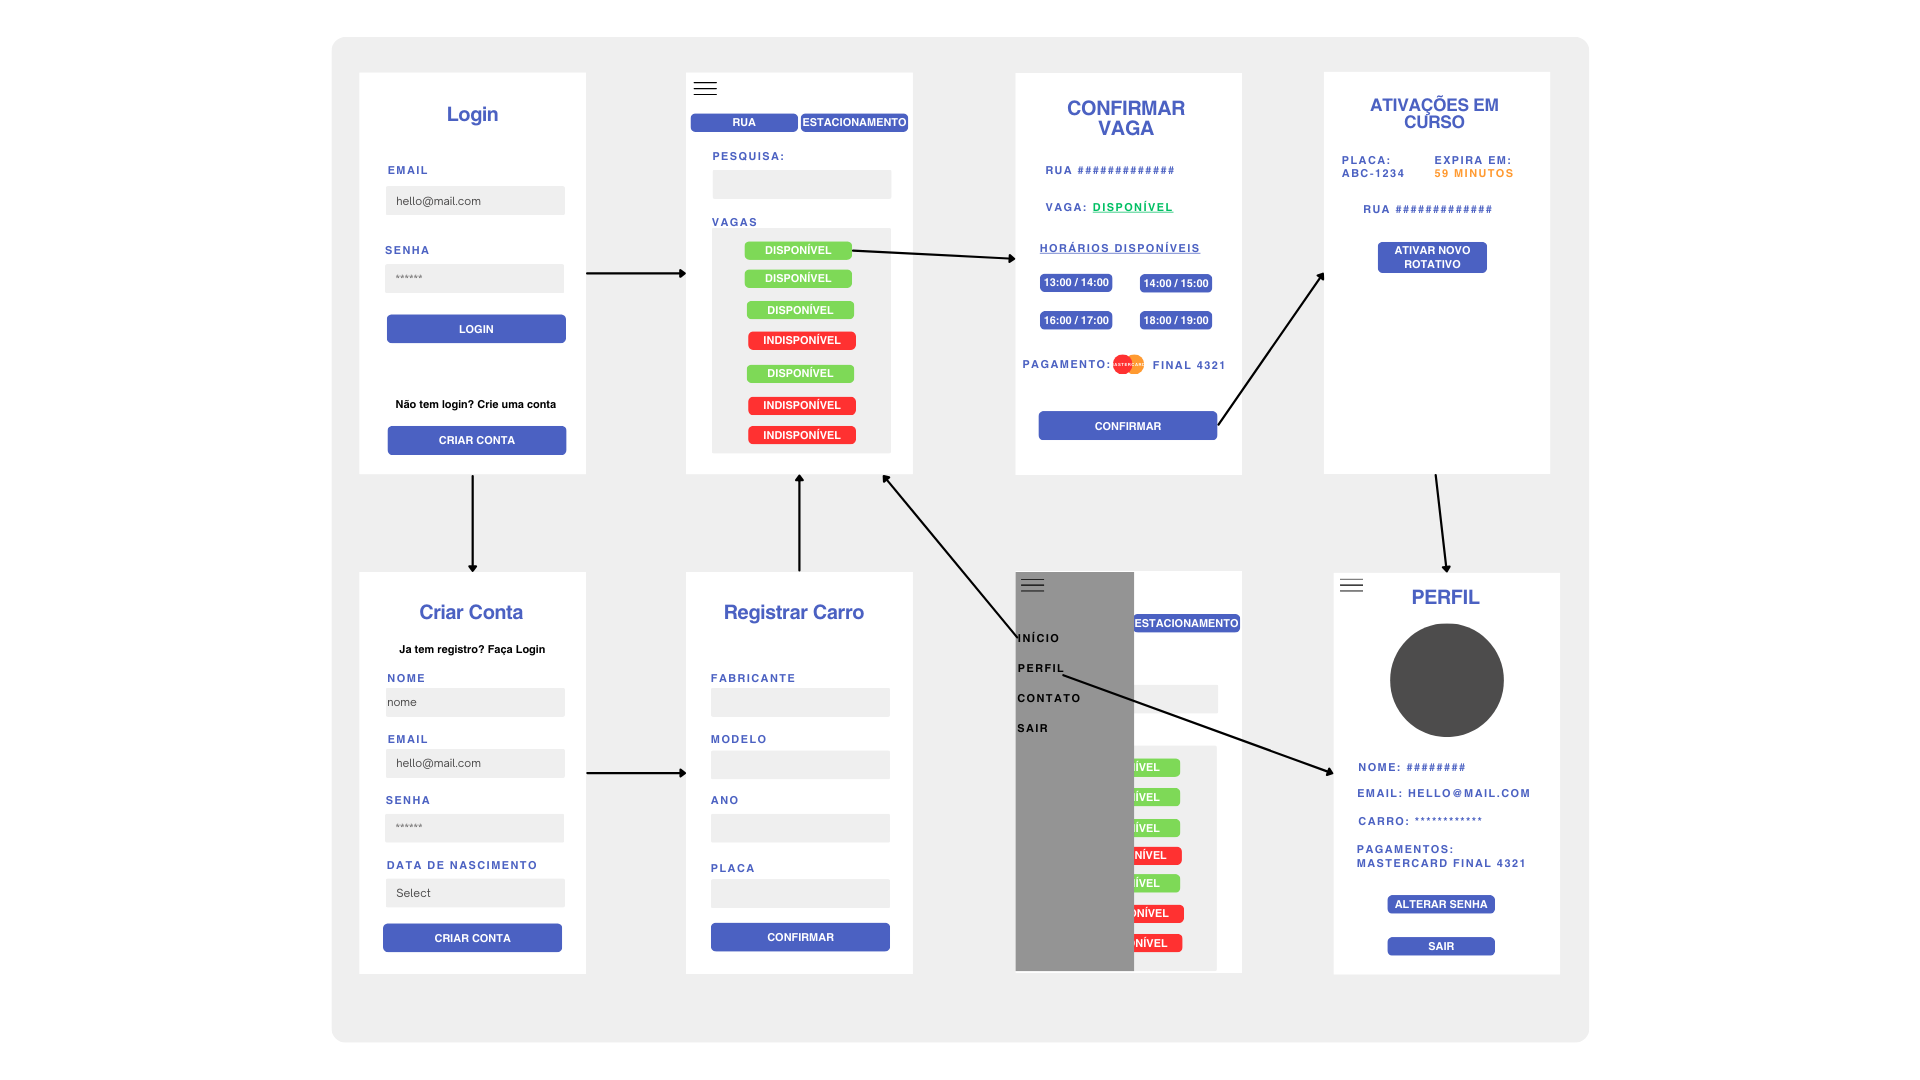 Login
EMAIL
hello@mail.com
SENHA
******
LOGIN
Não tem login? Crie uma conta
CRIAR CONTA
RUA
ESTACIONAMENTO
PESQUISA:
VAGAS
DISPONÍVEL
DISPONÍVEL
DISPONÍVEL
INDISPONÍVEL
DISPONÍVEL
INDISPONÍVEL
INDISPONÍVEL
CONFIRMAR
VAGA
RUA #############
VAGA: DISPONÍVEL
HORÁRIOS DISPONÍVEIS
13:00 / 14:00
14:00 / 15:00
16:00 / 17:00
18:00 / 19:00
PAGAMENTO: MASTERCARD FINAL 4321
CONFIRMAR
ATIVAÇÕES EM
CURSO
PLACA:
ABC-1234
EXPIRA EM:
59 MINUTOS
RUA #############
ATIVAR NOVO
ROTATIVO
Criar Conta
Ja tem registro? Faça Login
NOME
nome
EMAIL
hello@mail.com
SENHA
******
DATA DE NASCIMENTO
Select
CRIAR CONTA
Registrar Carro
FABRICANTE
MODELO
ANO
PLACA
CONFIRMAR
INÍCIO
PERFIL
CONTATO
SAIR
ESTACIONAMENTO
ÍVEL
ÍVEL
ÍVEL
NÍVEL
ÍVEL
ONÍVEL
NÍVEL
PERFIL
NOME: ########
EMAIL: HELLO@MAIL.COM
CARRO: ************
PAGAMENTOS:
MASTERCARD FINAL 4321
ALTERAR SENHA
SAIR